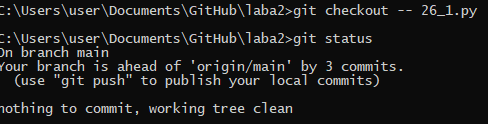 C:\Users\user\Documents\GitHub\laba2>git checkout -- 26_1.py
C:\Users\user\Documents\GitHub\laba2>git status
On branch main
Your branch is ahead of 'origin/main' by 3 commits.
(use "git push" to publish your local commits)
nothing to commit, working tree clean